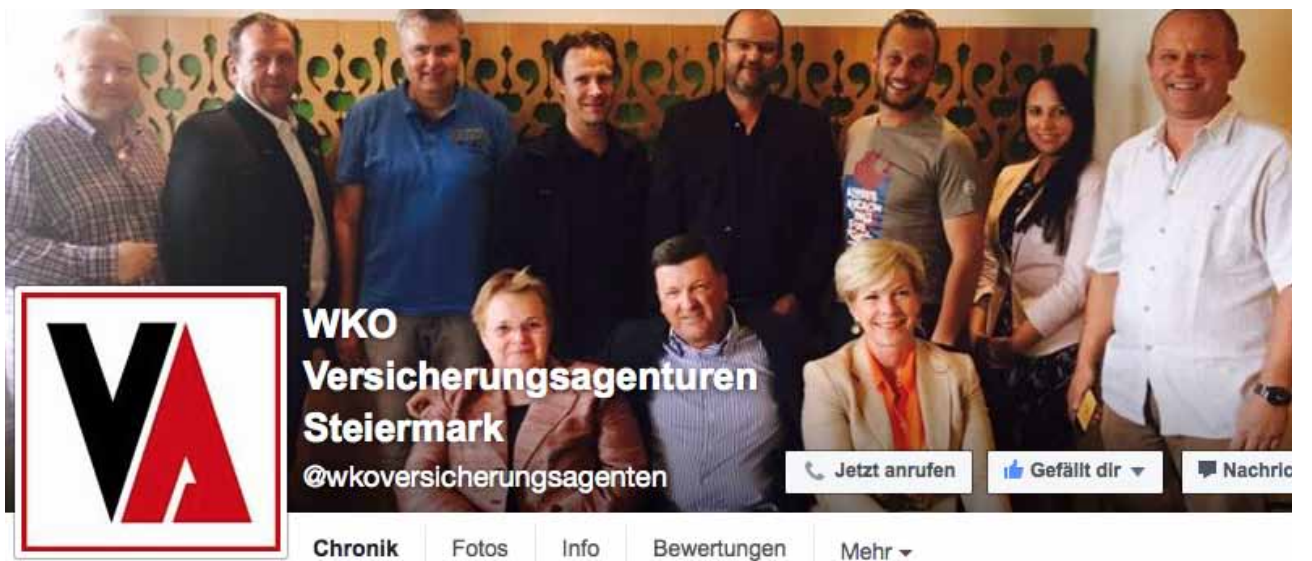 VA
WKO
Versicherungsagenturen
Steiermark
@wkoversicherungsagenten
Jetzt anrufen
Gefällt dir
Nachric
Chronik
Fotos
Info
Bewertungen
Mehr